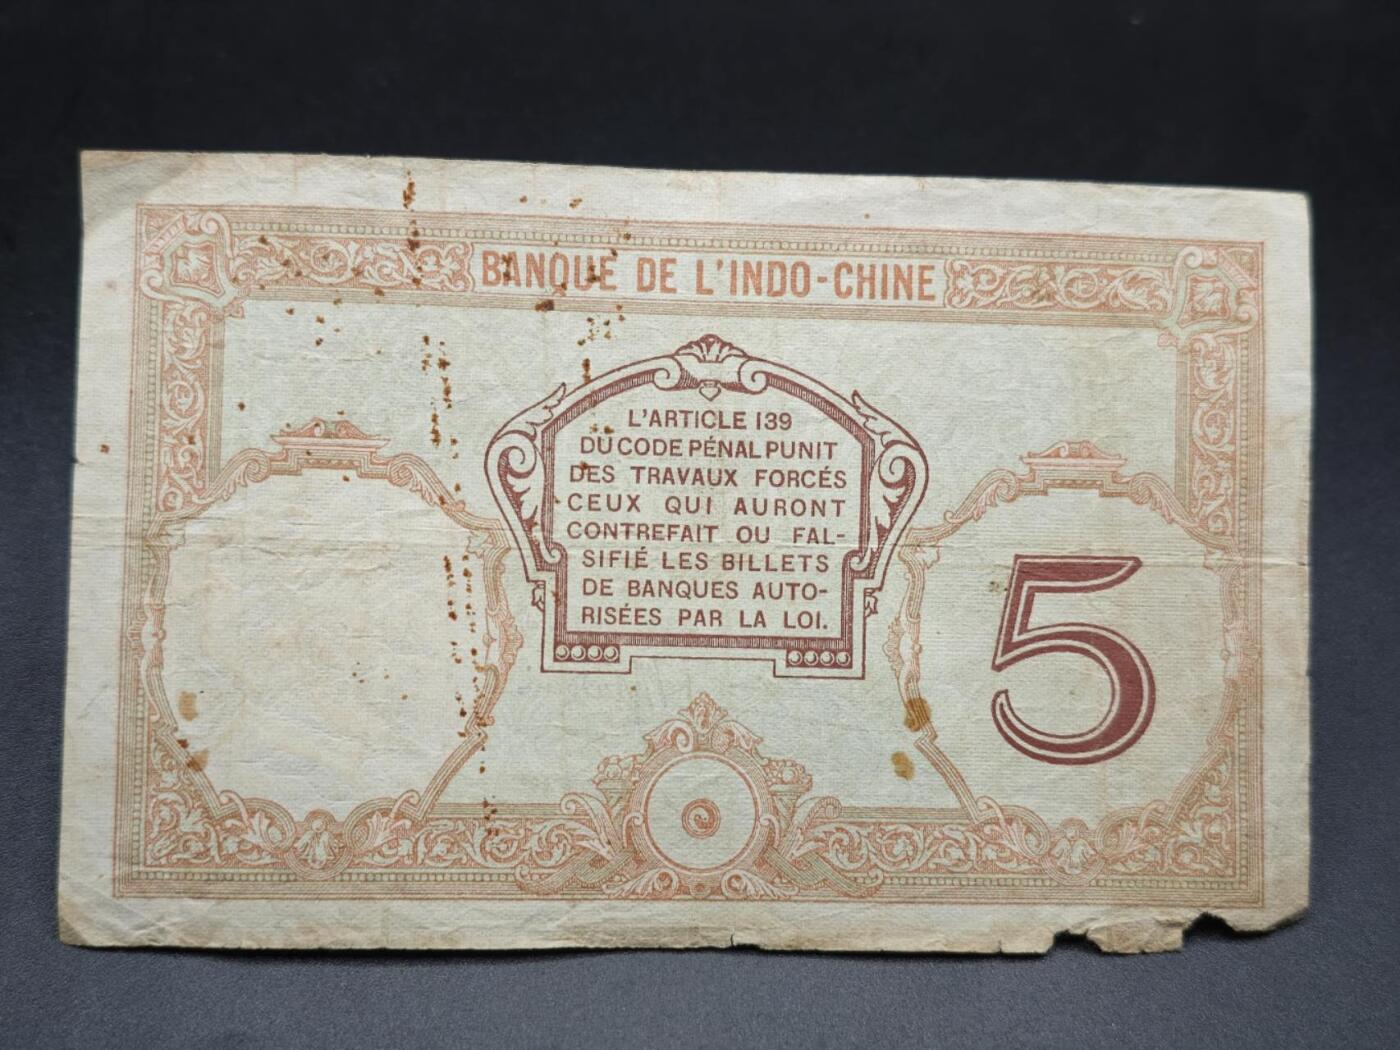 BANQUE DE L'INDO-CHINE
L'ARTICLE 139
DU CODE PÉNAL PUNIT
DES TRAVAUX FORCÉS
CEUX QUI AURONT
CONTREFAIT OU FAL-
SIFIÉ LES BILLETS
DE BANQUES AUTO-
RISÉES PAR LA LOI.
5